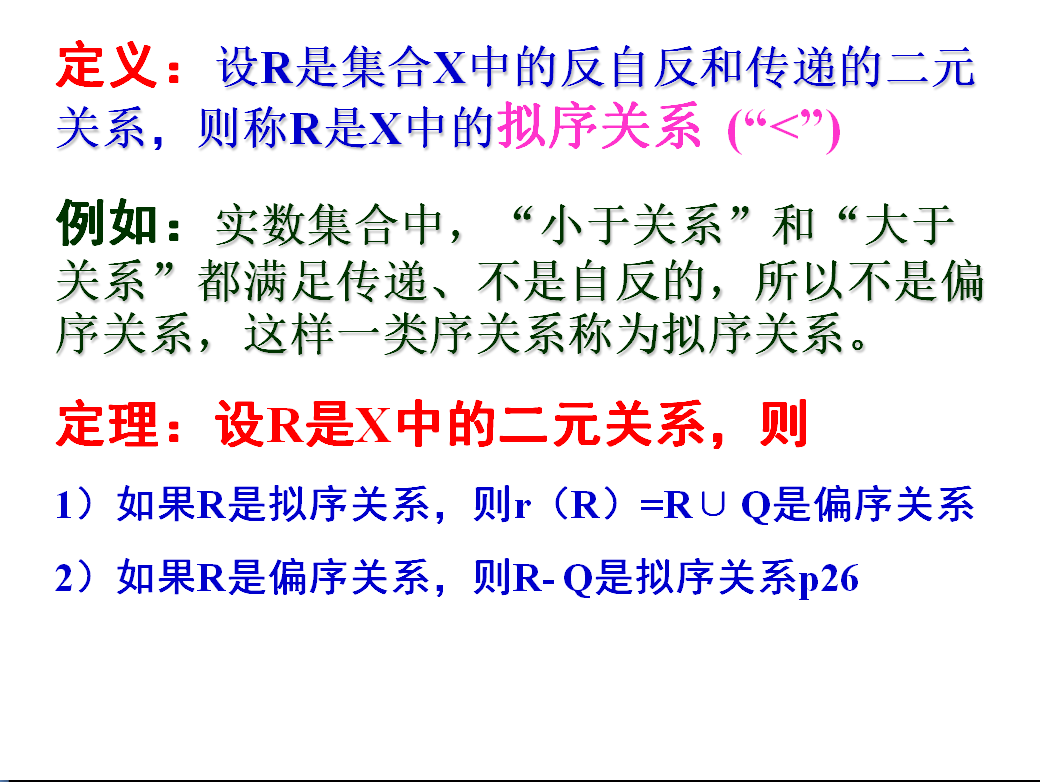 定义：设R是集合X中的反自反和传递的二元
关系，则称R是X中的拟序关系 (“<”)
例如：实数集合中，“小于关系”和“大于
关系”都满足传递、不是自反的，所以不是偏
序关系，这样一类序关系称为拟序关系。
定理：设R是X中的二元关系，则
1）如果R是拟序关系，则r（R）=R∪ Q是偏序关系
2）如果R是偏序关系，则R- Q是拟序关系p26